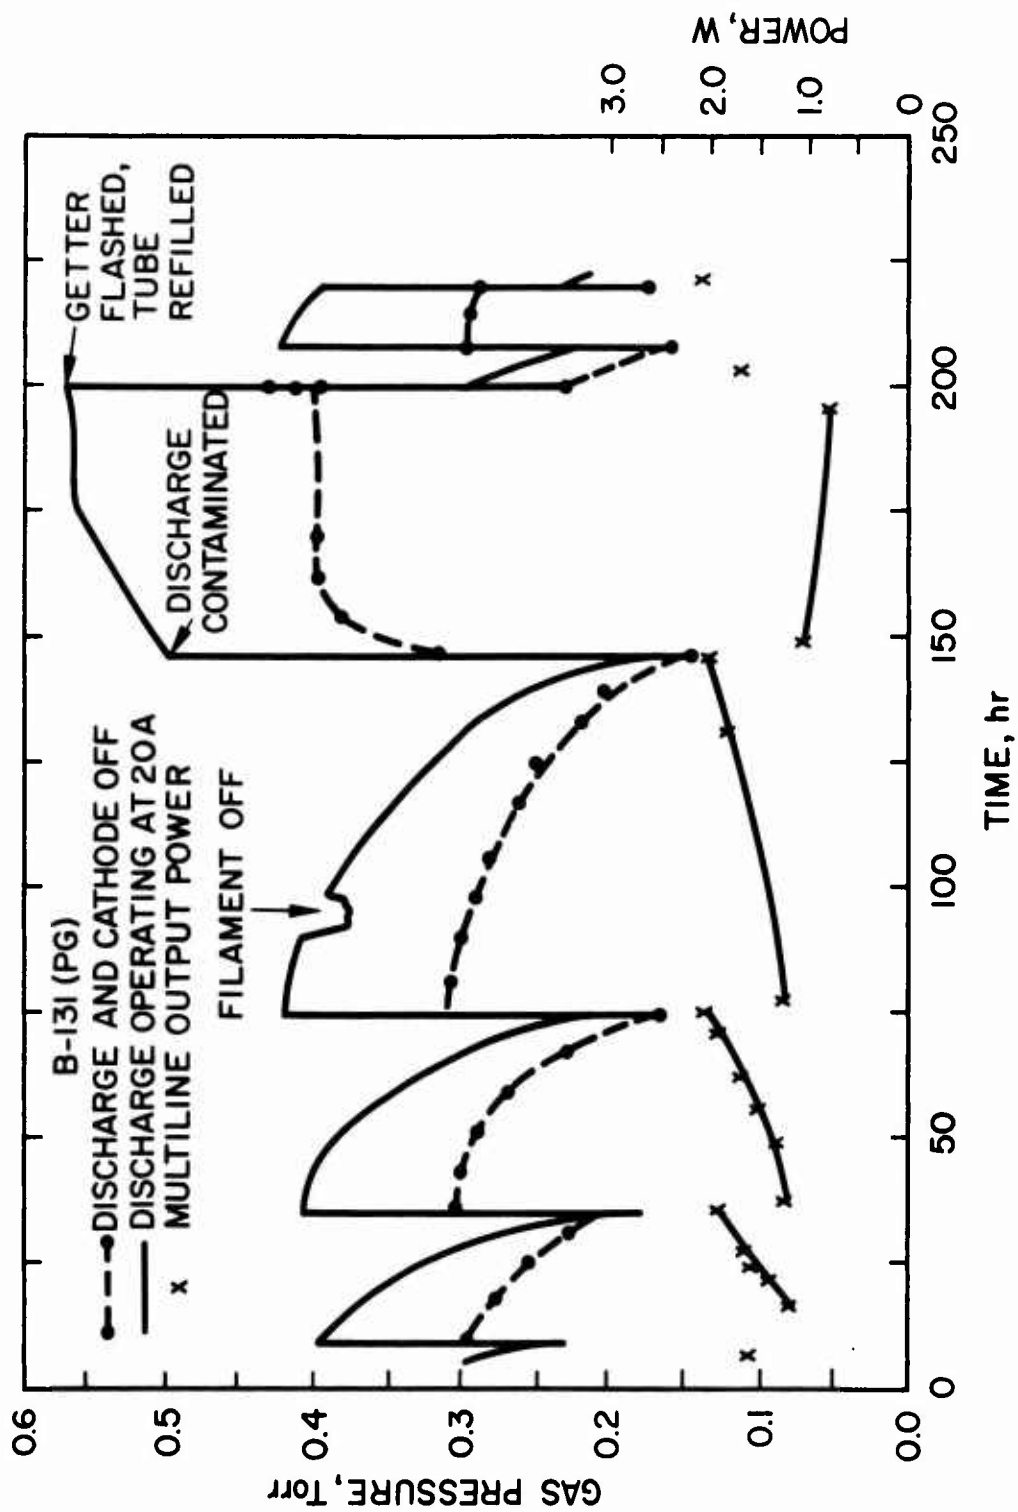 B-131 (PG)
DISCHARGE AND CATHODE OFF
DISCHARGE OPERATING AT 20A
x MULTILINE OUTPUT POWER
FILAMENT OFF
DISCHARGE
CONTAMINATED
GETTER
FLASHED,
TUBE
REFILLED
GAS PRESSURE, Torr
0.6
0.5
0.4
0.3
0.2
0.1
0.0
POWER, W
3.0
2.0
1.0
0
0
50
100
150
200
250
TIME, hr